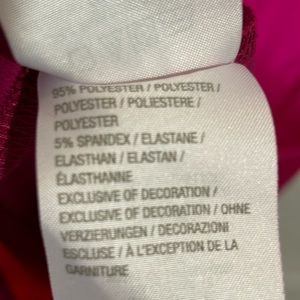 95% POLYESTER / POLYESTER /
POLYESTER / POLIESTERE /
POLYESTER
5% SPANDEX / ELASTANE /
ELASTHAN / ELASTAN /
ÉLASTHANNE
EXCLUSIVE OF DECORATION /
EXCLUSIVE OF DECORATION / OHNE
VERZIERUNGEN / DECORAZIONI
ESCLUSE / À L'EXCEPTION DE LA
GARNITURE